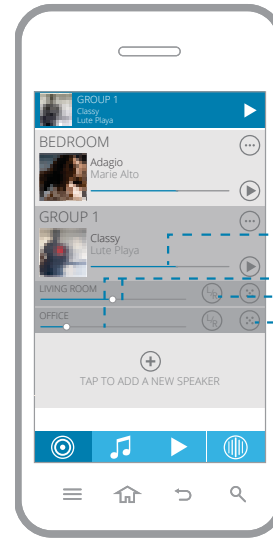 GROUP 1
Classy
Lute Playa
BEDROOM
Adagio
Marie Alto
GROUP 1
Classy
Lute Playa
LIVING ROOM
L/R
OFFICE
L/R
TAP TO ADD A NEW SPEAKER